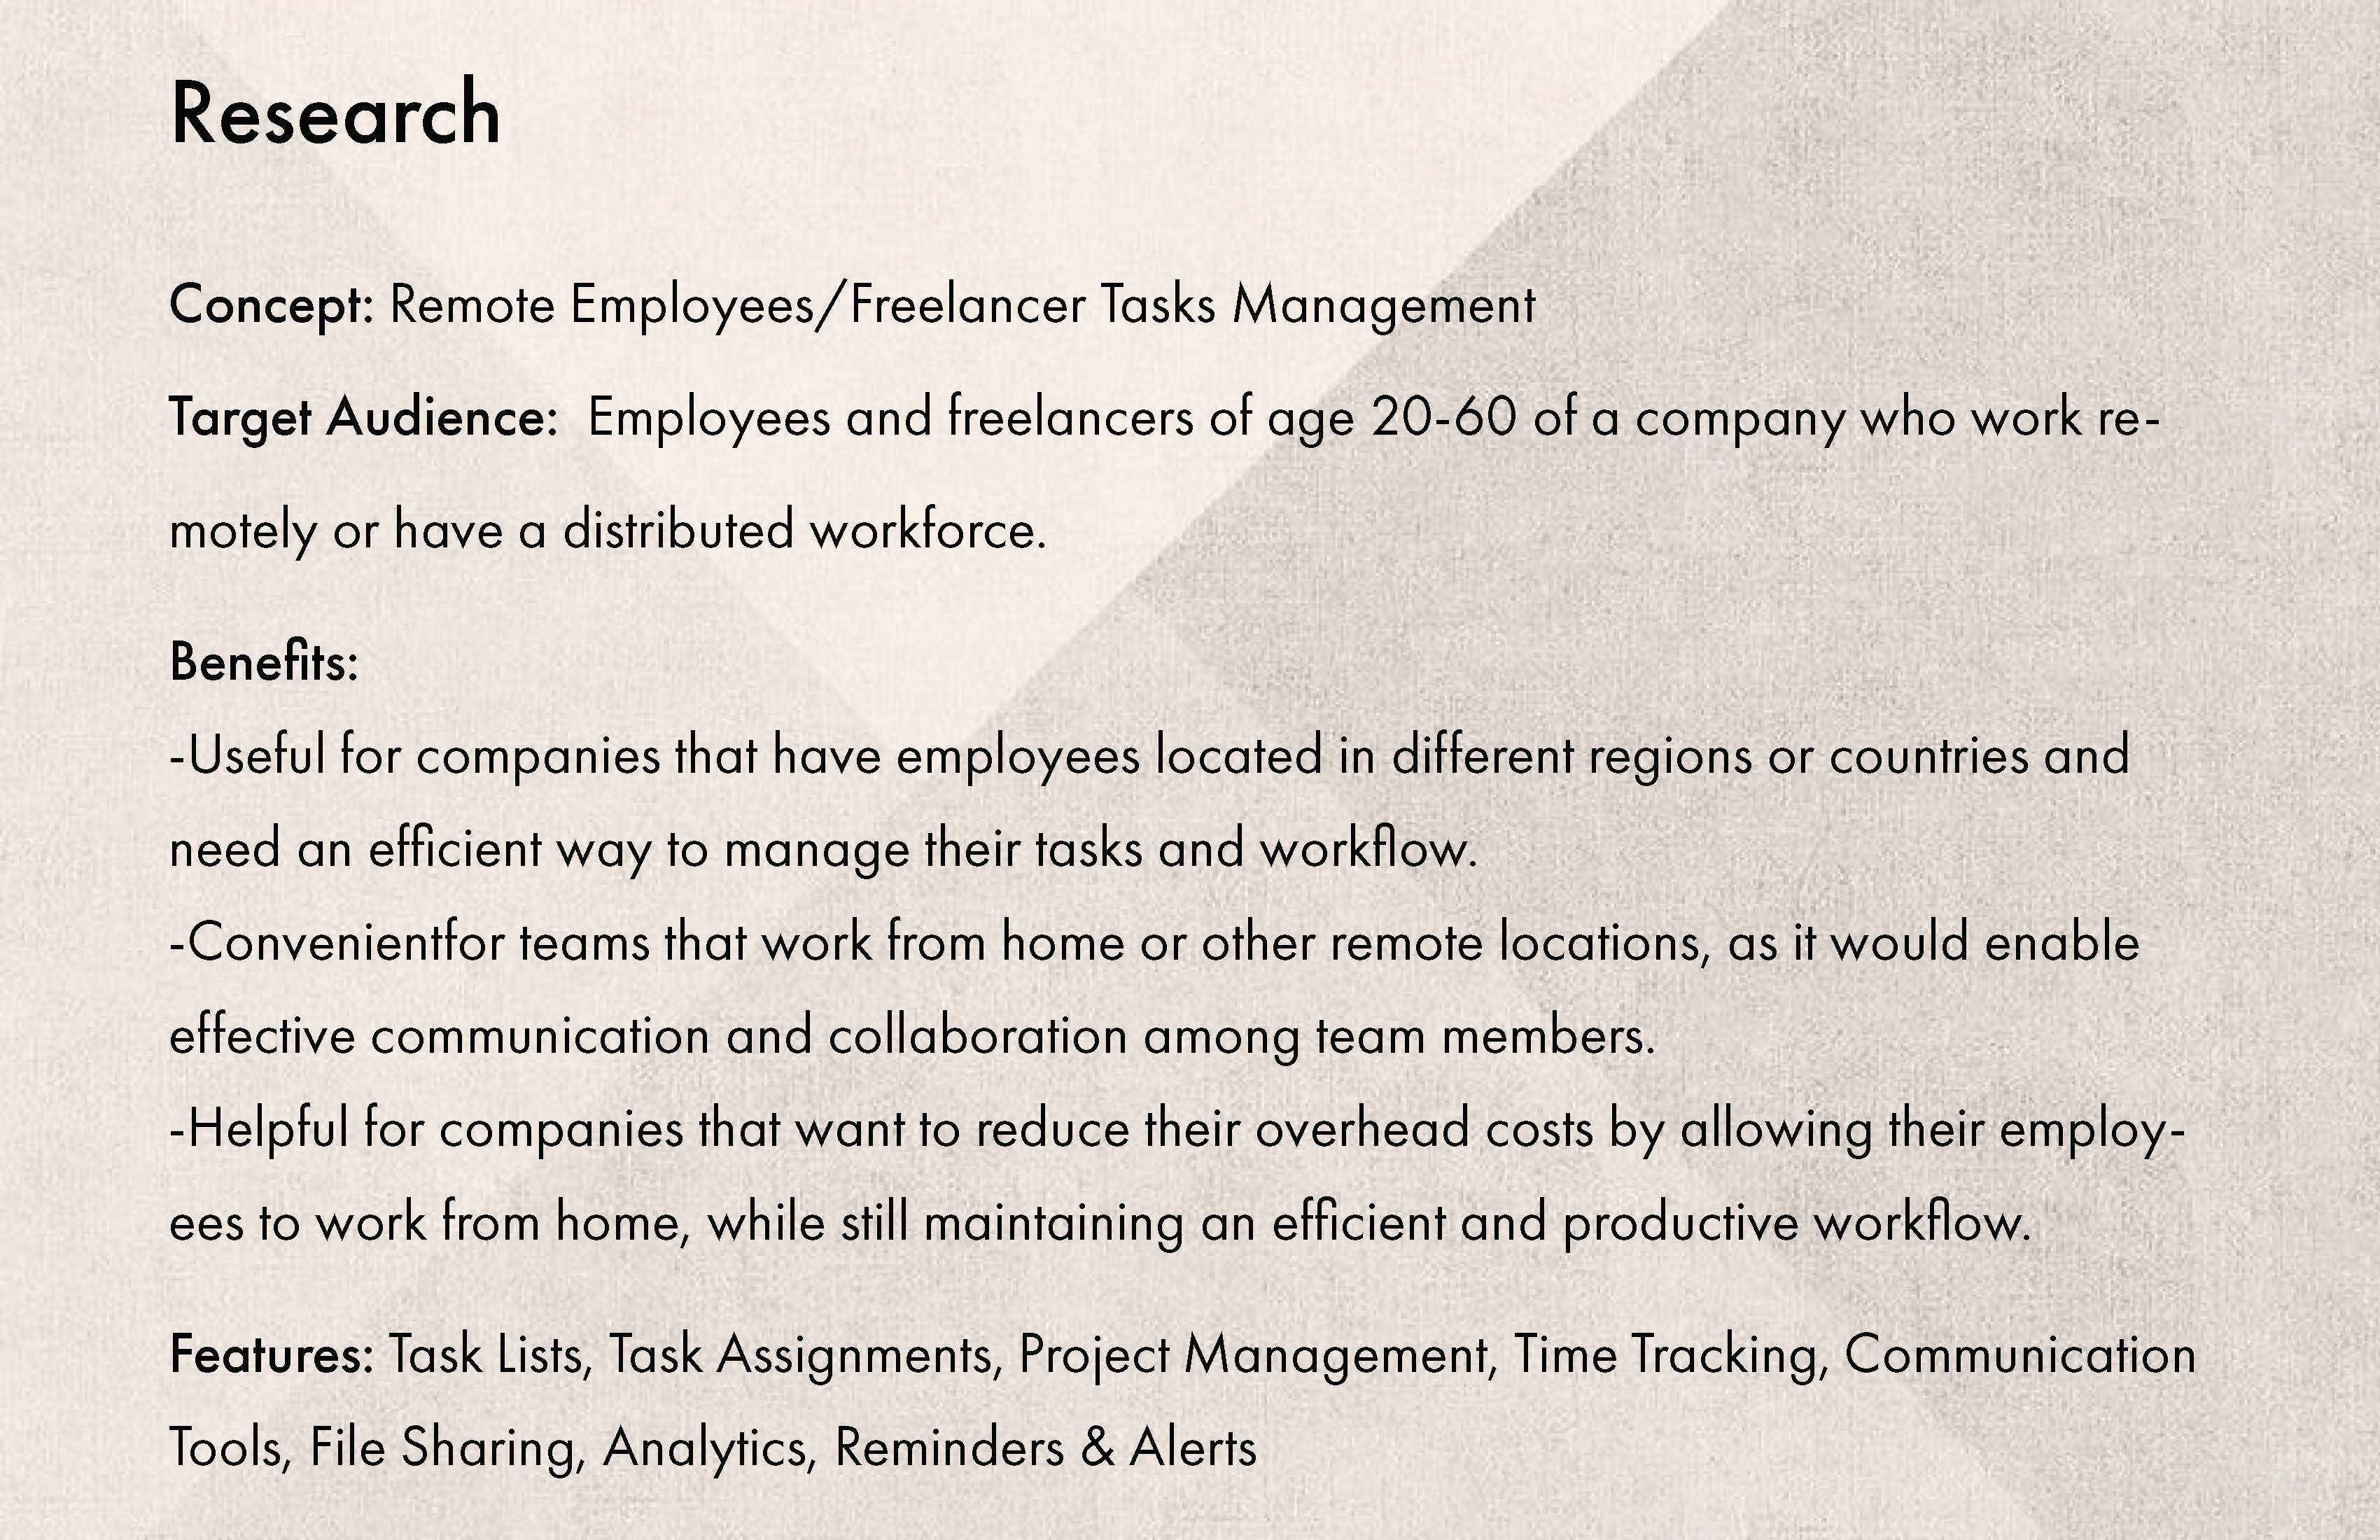 Research
Concept: Remote Employees/Freelancer Tasks Management
Target Audience:  Employees and freelancers of age 20-60 of a company who work re-
motely or have a distributed workforce.
Benefits:
-Useful for companies that have employees located in different regions or countries and
need an efficient way to manage their tasks and workflow.
-Convenientfor teams that work from home or other remote locations, as it would enable
effective communication and collaboration among team members.
-Helpful for companies that want to reduce their overhead costs by allowing their employ-
ees to work from home, while still maintaining an efficient and productive workflow.
Features: Task Lists, Task Assignments, Project Management, Time Tracking, Communication
Tools, File Sharing, Analytics, Reminders & Alerts